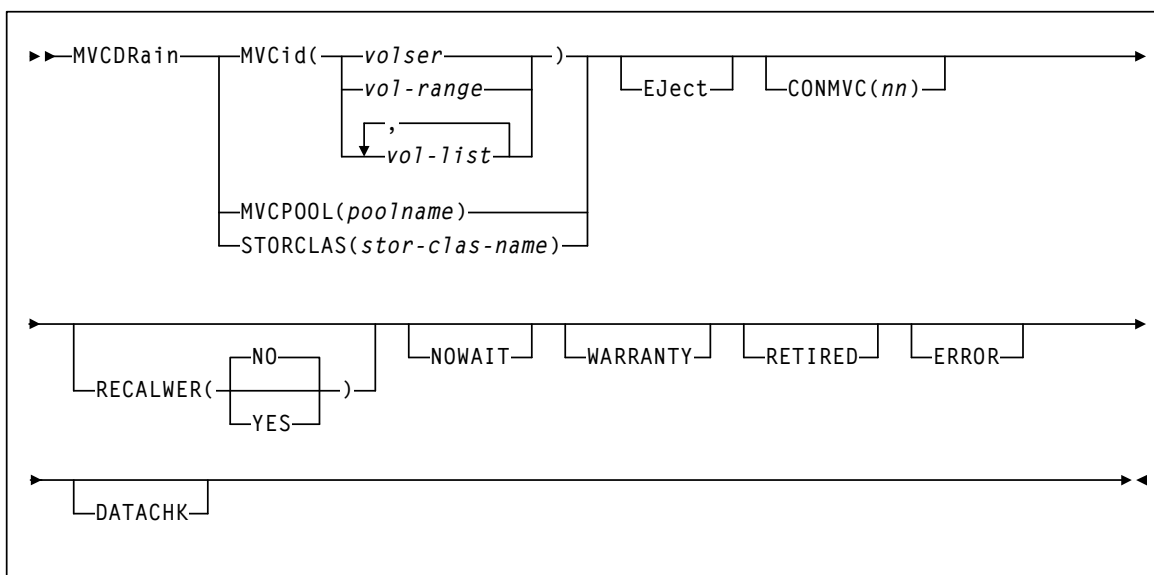 MVCDRain MVCid( volser ) EJect CONMVC(nn)
vol-range
,
vol-list
MVCPOOL(poolname)
STORCLAS(stor-clas-name)
RECALWER( NO ) NOWAIT WARRANTY RETIRED ERROR
YES
DATACHK